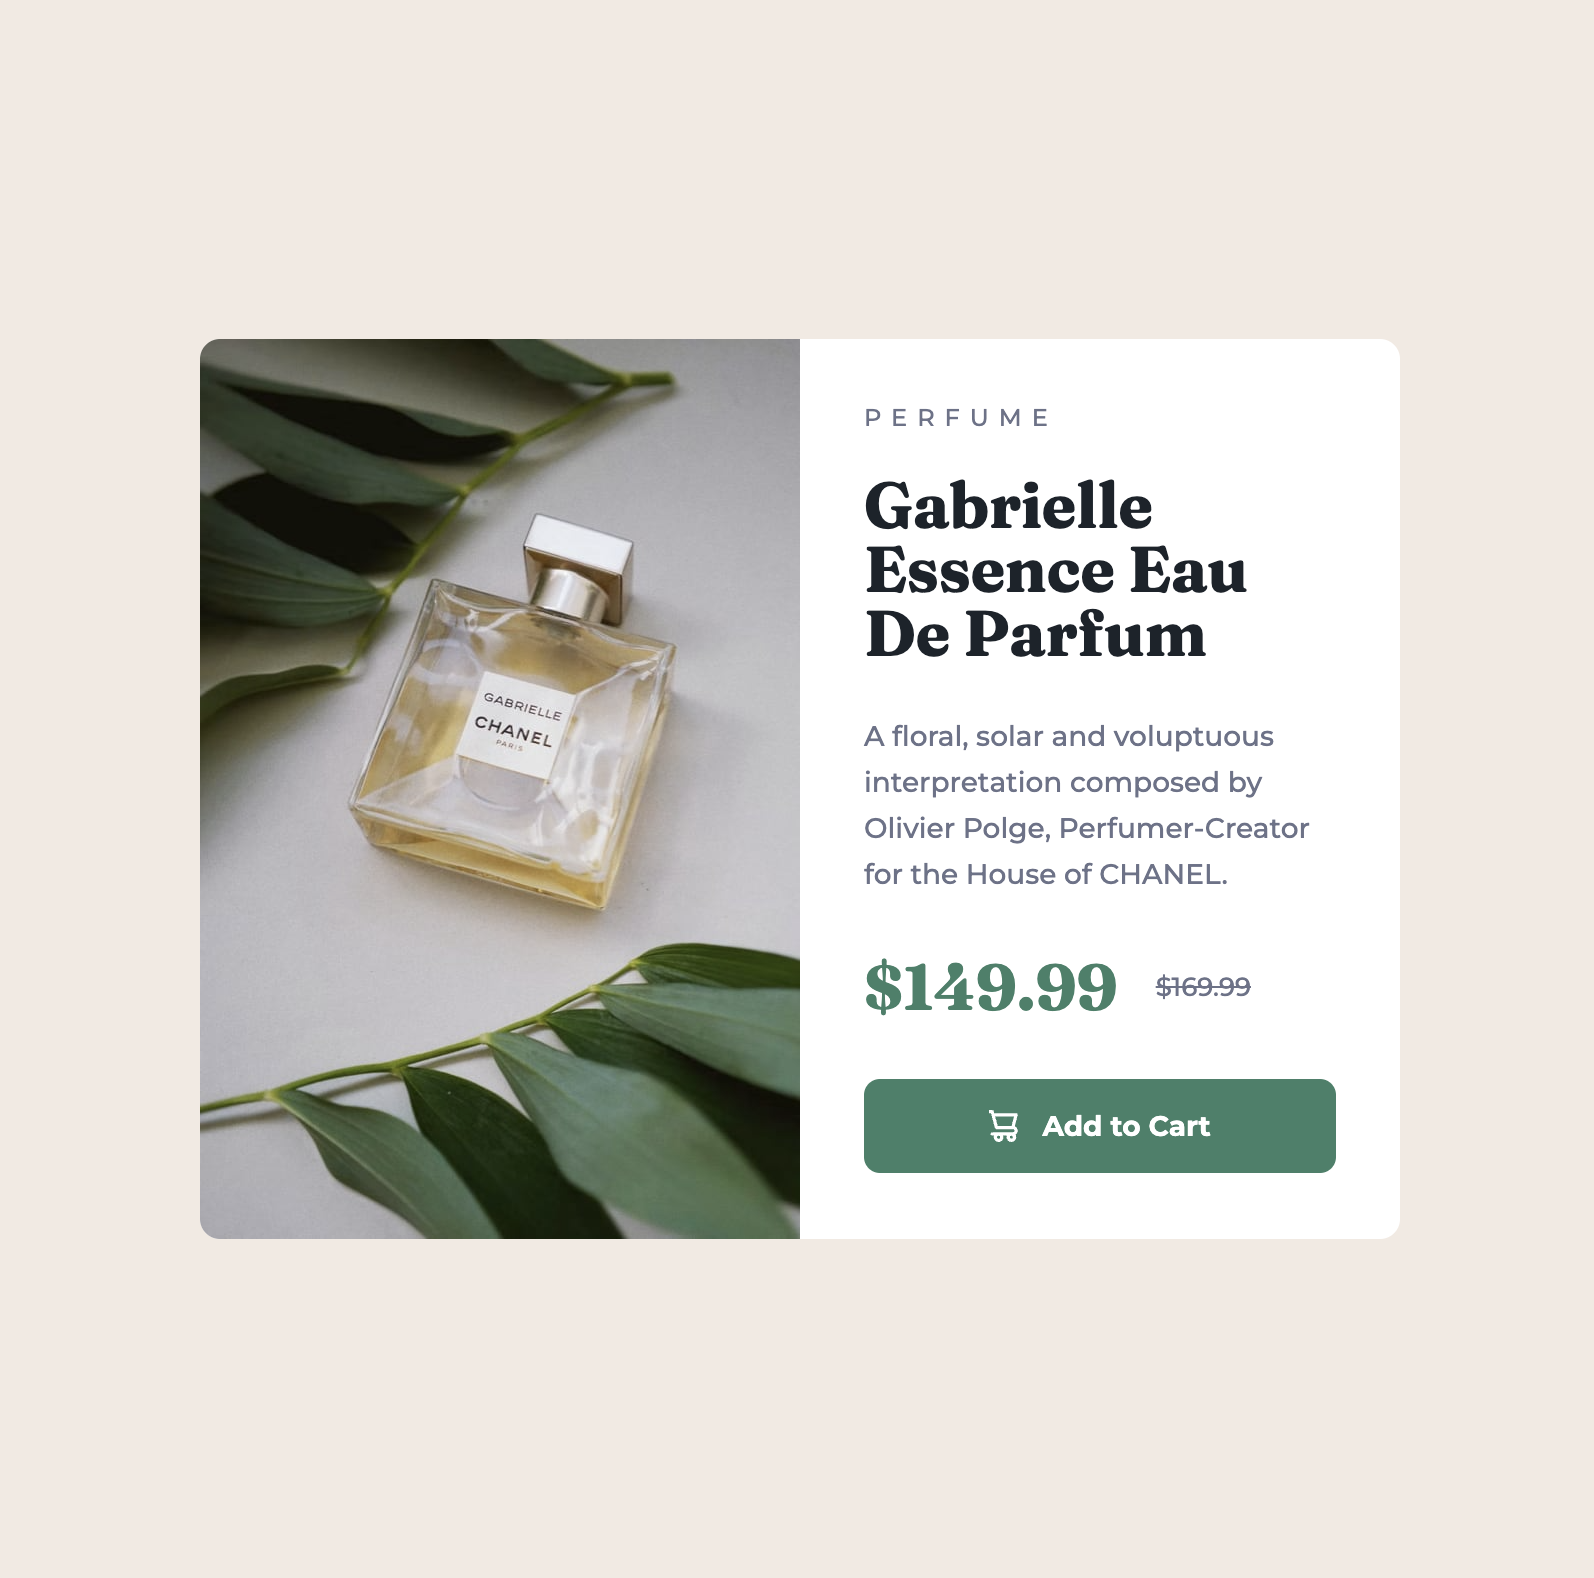 GABRIELLE
CHANEL
PARIS
PERFUME
Gabrielle
Essence Eau
De Parfum
A floral, solar and voluptuous
interpretation composed by
Olivier Polge, Perfumer-Creator
for the House of CHANEL.
$149.99 $169.99
Add to Cart